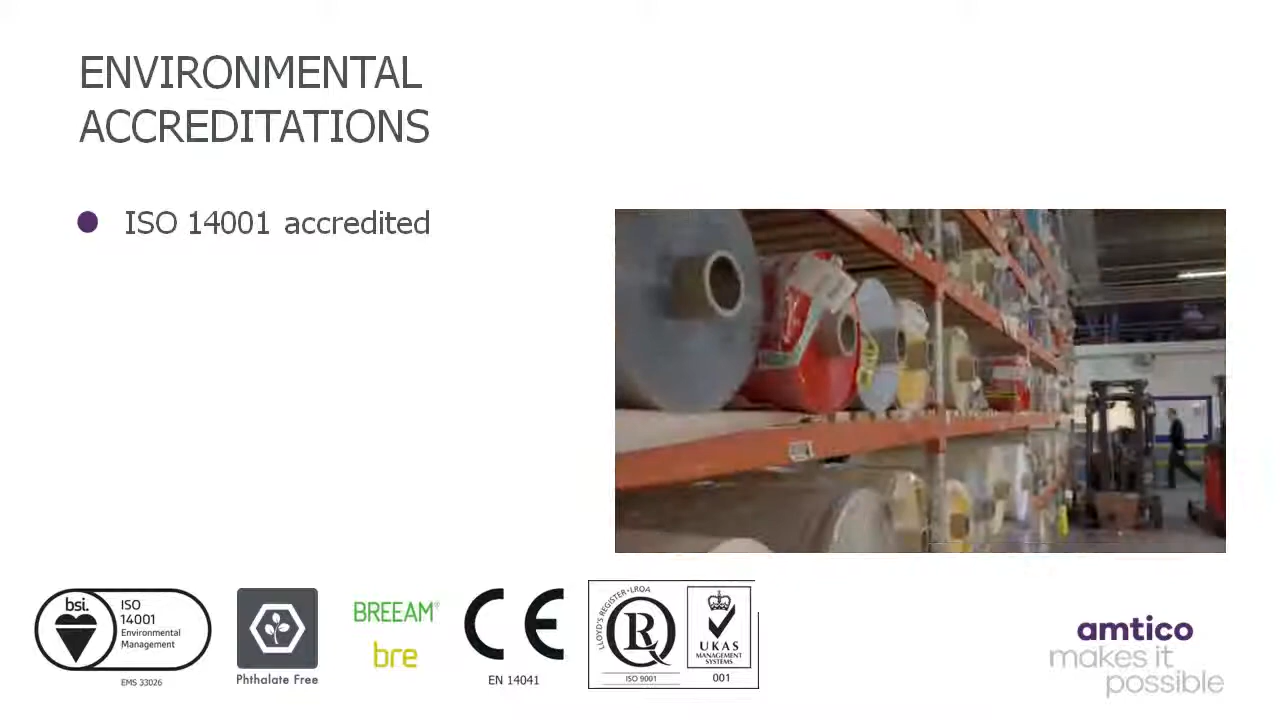 ENVIRONMENTAL
ACCREDITATIONS
ISO 14001 accredited
bsi.
ISO
14001
Environmental
Management
EMS 33026
Phthalate Free
BREEAM®
bre
CE
EN 14041
LLOYD'S REGISTER • LRQA
LRQ
ISO 9001
UKAS
MANAGEMENT
SYSTEMS
001
amtico
makes it
possible